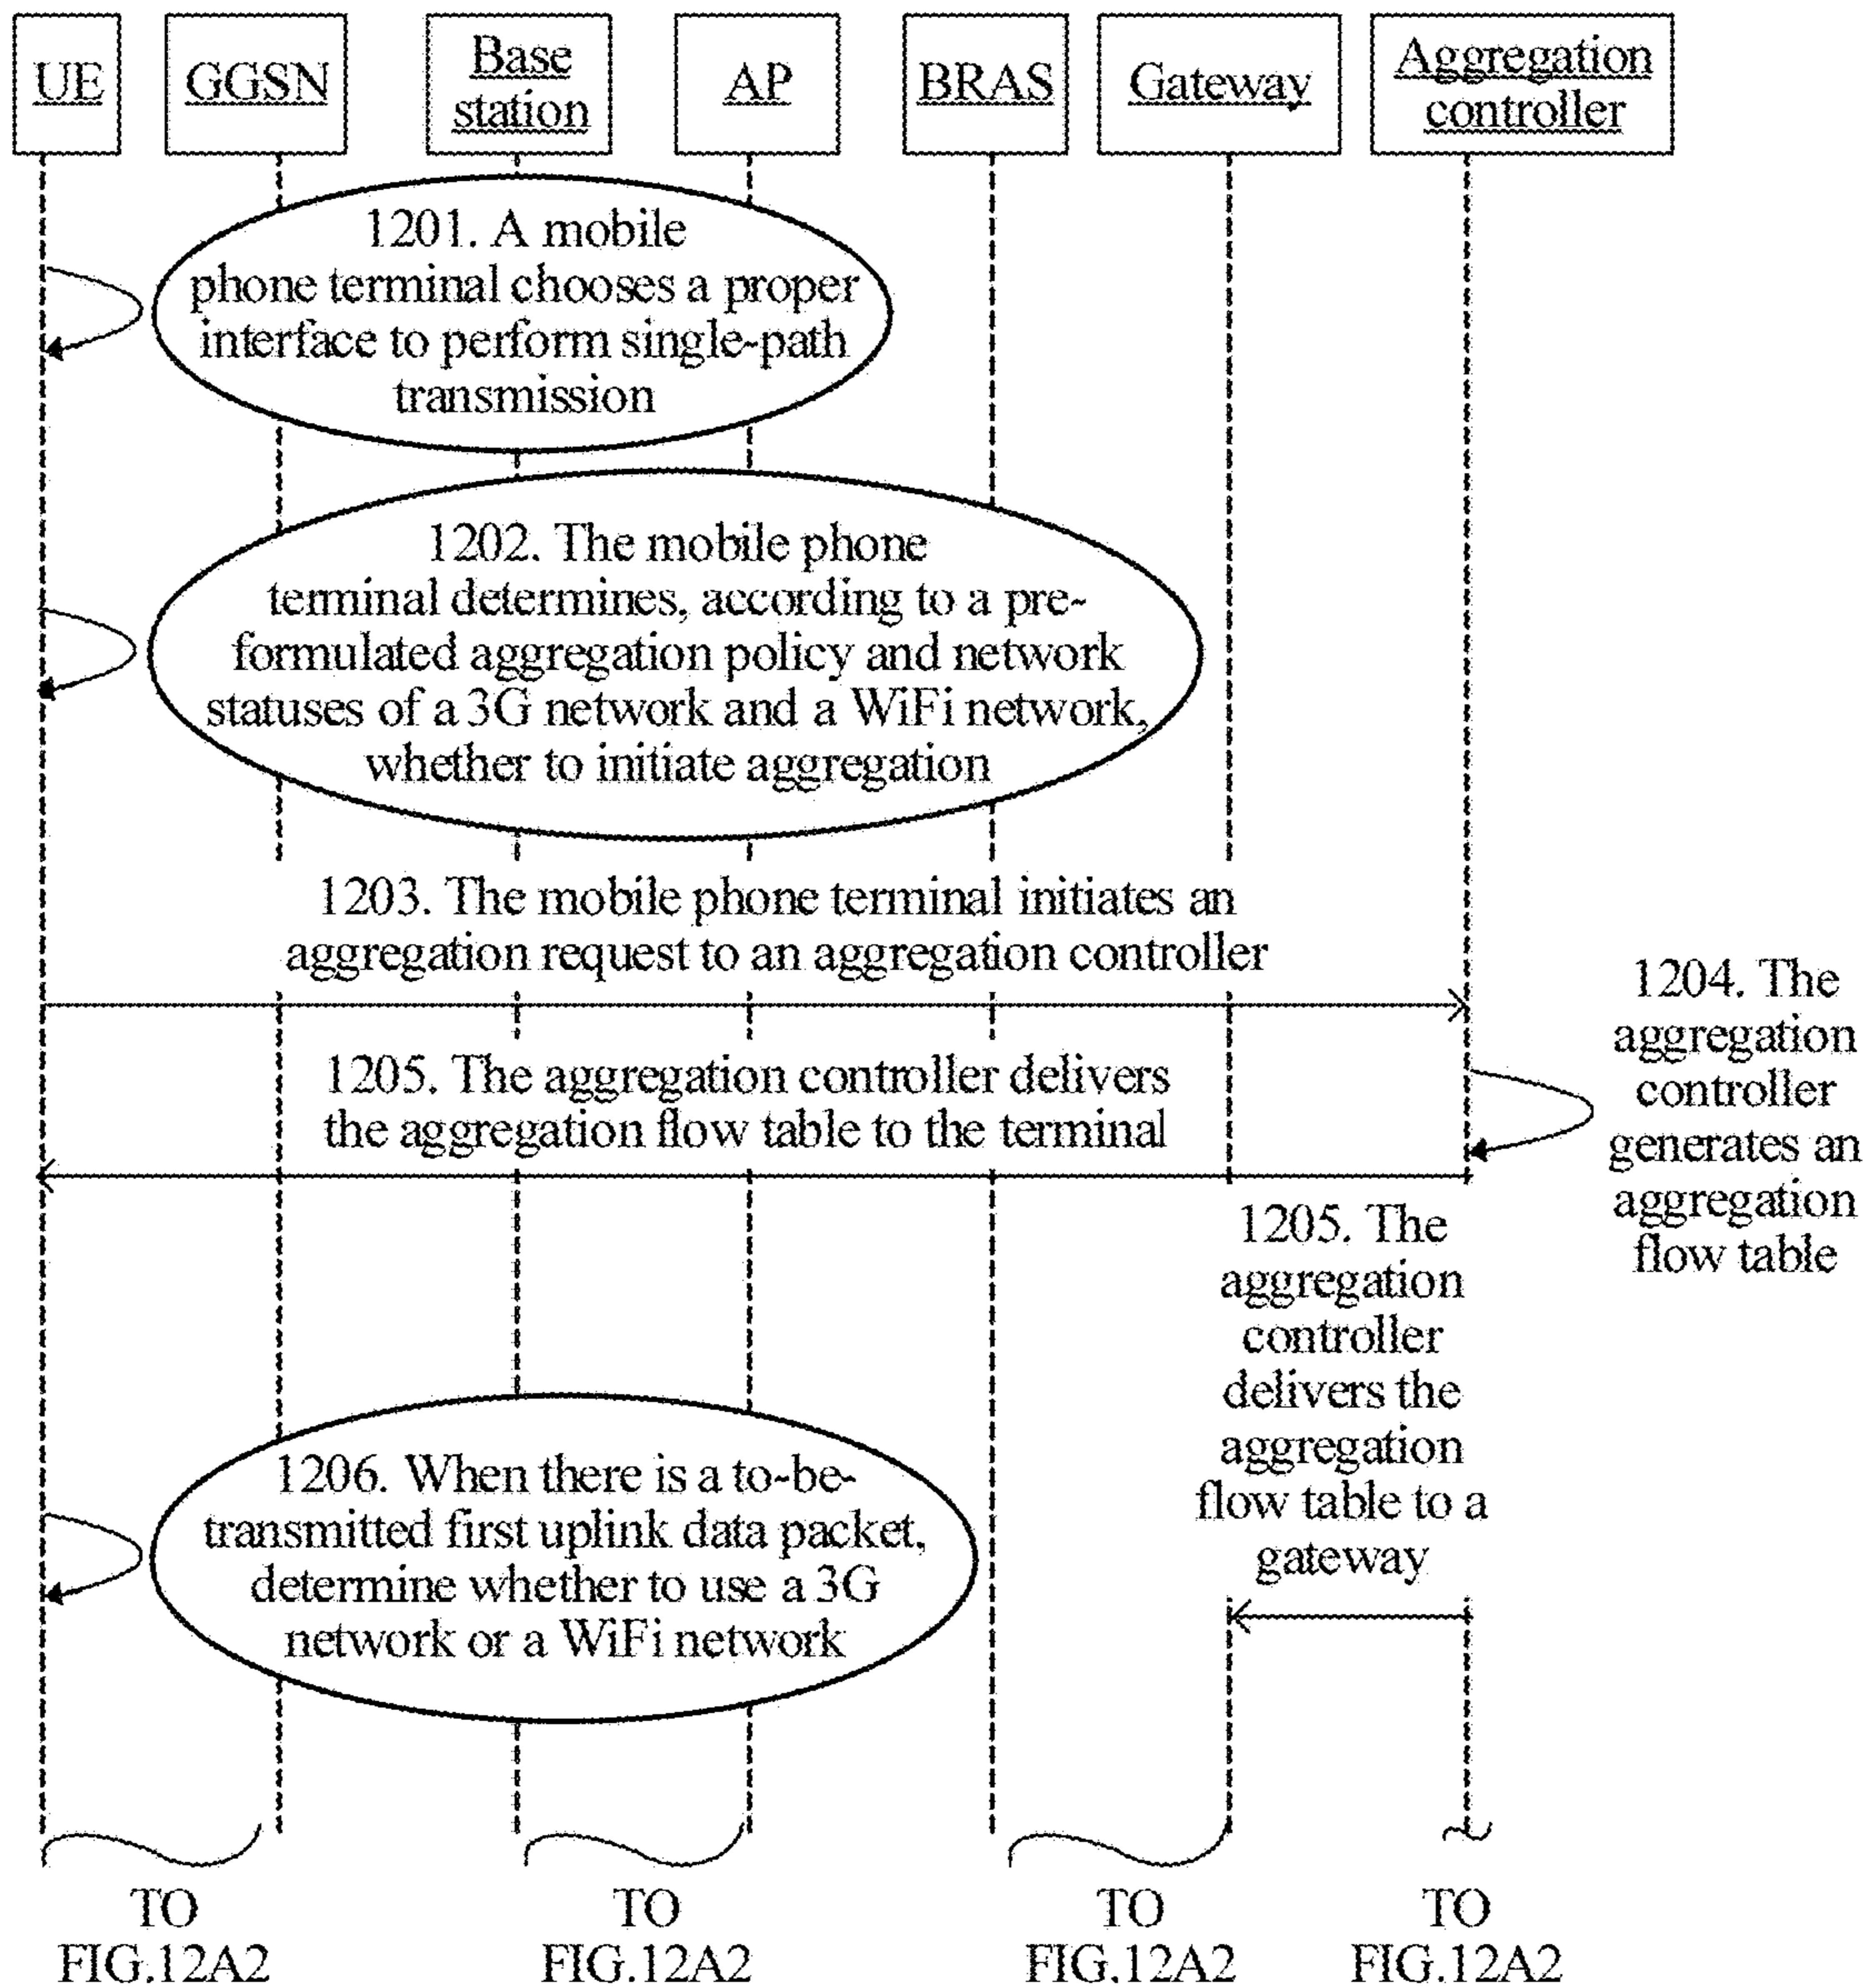 UE
GGSN
Base
station
AP
BRAS
Gateway
Aggregation
controller
1201. A mobile
phone terminal chooses a proper
interface to perform single-path
transmission
1202. The mobile phone
terminal determines, according to a pre-
formulated aggregation policy and network
statuses of a 3G network and a WiFi network,
whether to initiate aggregation
1203. The mobile phone terminal initiates an
aggregation request to an aggregation controller
1204. The
aggregation
controller
generates an
aggregation
flow table
1205. The aggregation controller delivers
the aggregation flow table to the terminal
1205. The
aggregation
controller
delivers the
aggregation
flow table to a
gateway
1206. When there is a to-be-
transmitted first uplink data packet,
determine whether to use a 3G
network or a WiFi network
TO
FIG.12A2
TO
FIG.12A2
TO
FIG.12A2
TO
FIG.12A2